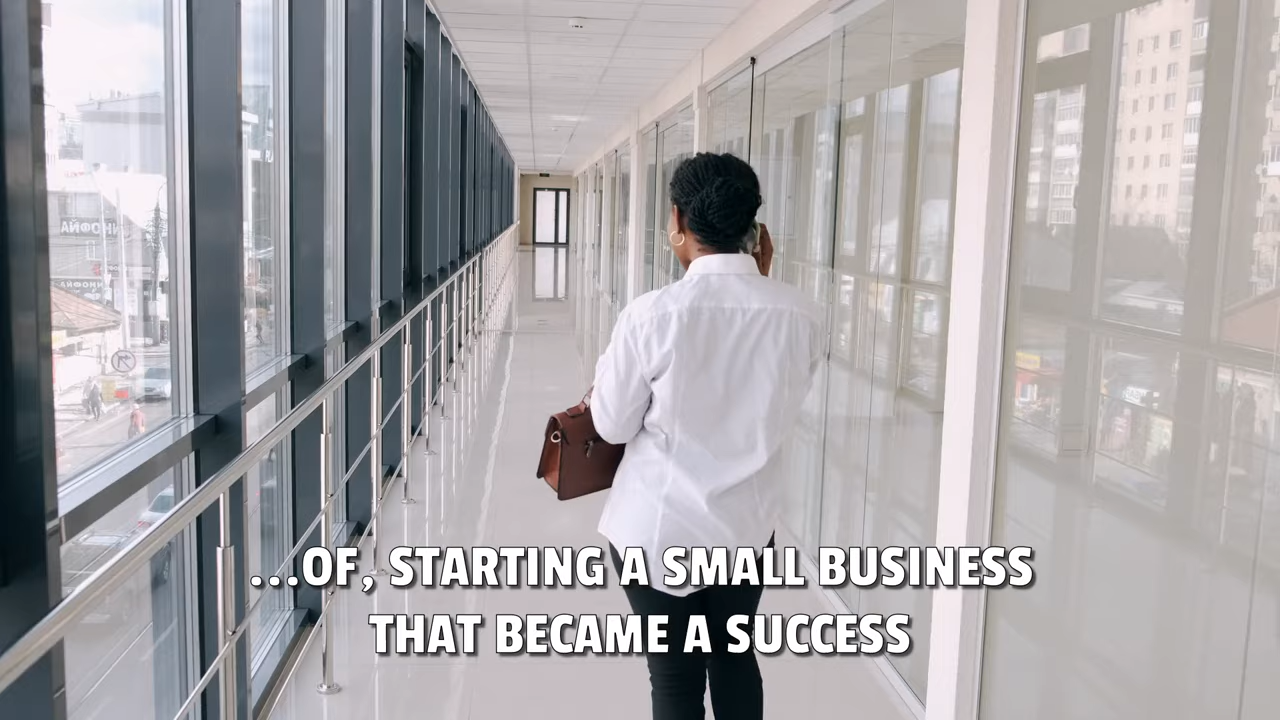 ...OF, STARTING A SMALL BUSINESS
THAT BECAME A SUCCESS